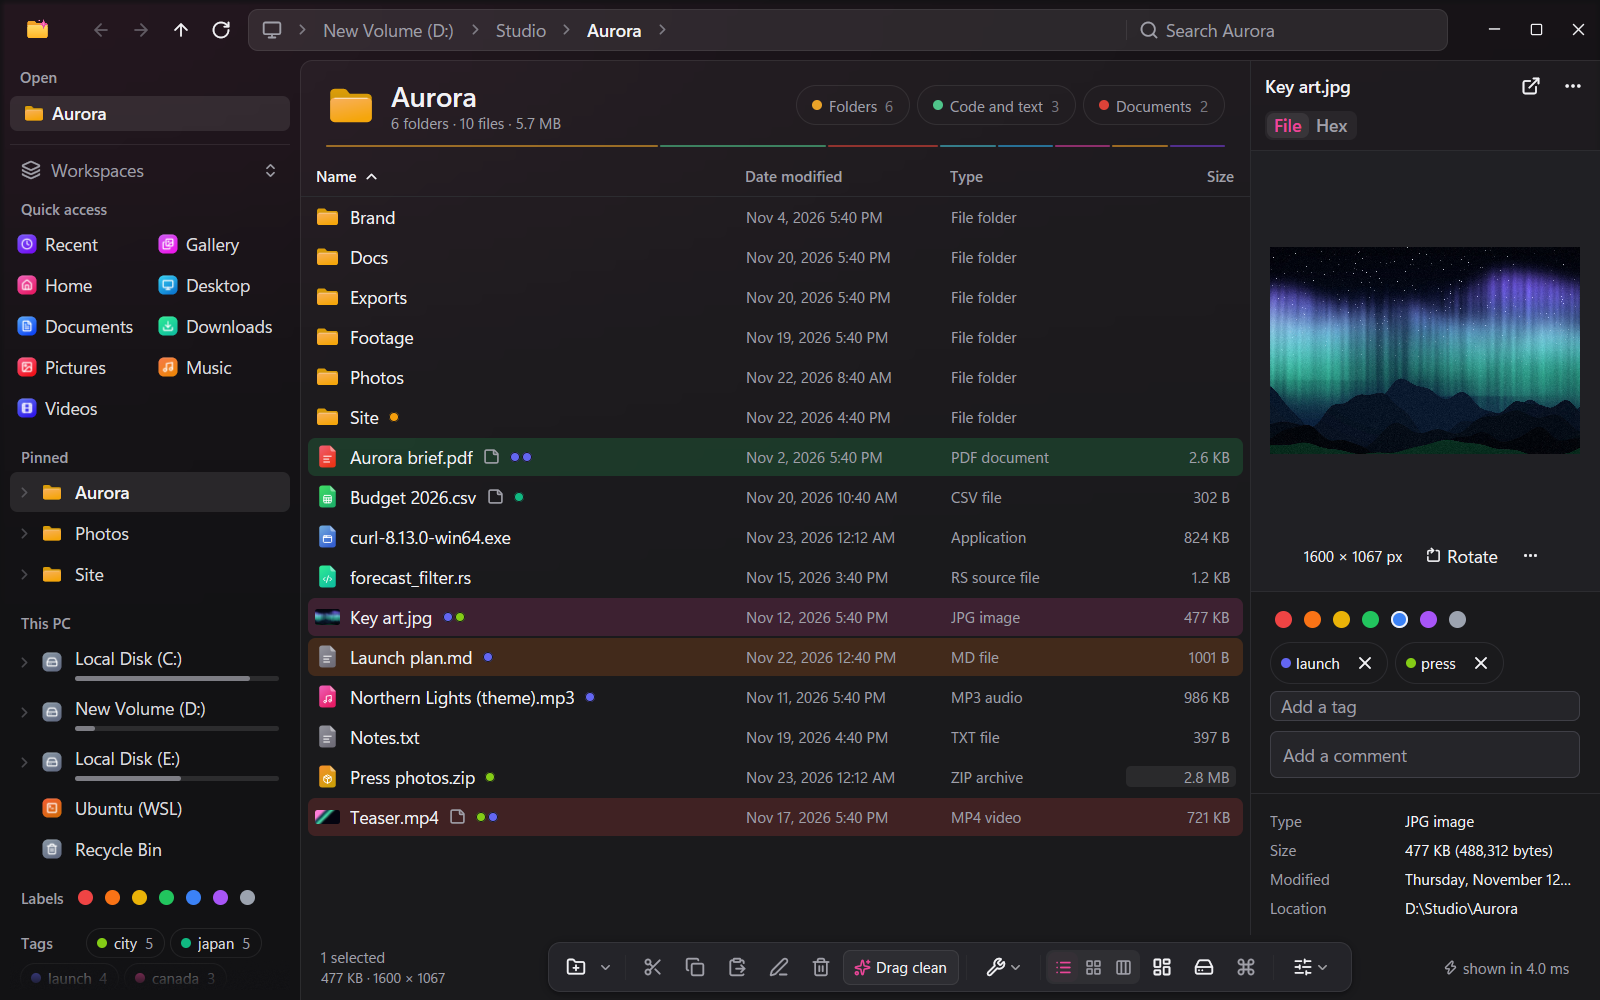 New Volume (D:) Studio Aurora Search Aurora
Open
Aurora
Workspaces
Quick access
Recent Gallery
Home Desktop
Documents Downloads
Pictures Music
Videos
Pinned
Aurora
Photos
Site
This PC
Local Disk (C:)
New Volume (D:)
Local Disk (E:)
Ubuntu (WSL)
Recycle Bin
Labels
Tags city 5 japan 5
launch 4 canada 3
Aurora
6 folders · 10 files · 5.7 MB
Folders 6 Code and text 3 Documents 2
Name Date modified Type Size
Brand Nov 4, 2026 5:40 PM File folder
Docs Nov 20, 2026 5:40 PM File folder
Exports Nov 20, 2026 5:40 PM File folder
Footage Nov 19, 2026 5:40 PM File folder
Photos Nov 22, 2026 8:40 AM File folder
Site Nov 22, 2026 4:40 PM File folder
Aurora brief.pdf Nov 2, 2026 5:40 PM PDF document 2.6 KB
Budget 2026.csv Nov 20, 2026 10:40 AM CSV file 302 B
curl-8.13.0-win64.exe Nov 23, 2026 12:12 AM Application 824 KB
forecast_filter.rs Nov 15, 2026 3:40 PM RS source file 1.2 KB
Key art.jpg Nov 12, 2026 5:40 PM JPG image 477 KB
Launch plan.md Nov 22, 2026 12:40 PM MD file 1001 B
Northern Lights (theme).mp3 Nov 11, 2026 5:40 PM MP3 audio 986 KB
Notes.txt Nov 19, 2026 4:40 PM TXT file 397 B
Press photos.zip Nov 23, 2026 12:12 AM ZIP archive 2.8 MB
Teaser.mp4 Nov 17, 2026 5:40 PM MP4 video 721 KB
1 selected
477 KB · 1600 × 1067
Drag clean
shown in 4.0 ms
Key art.jpg
File Hex
1600 × 1067 px Rotate
launch press
Add a tag
Add a comment
Type JPG image
Size 477 KB (488,312 bytes)
Modified Thursday, November 12...
Location D:\Studio\Aurora